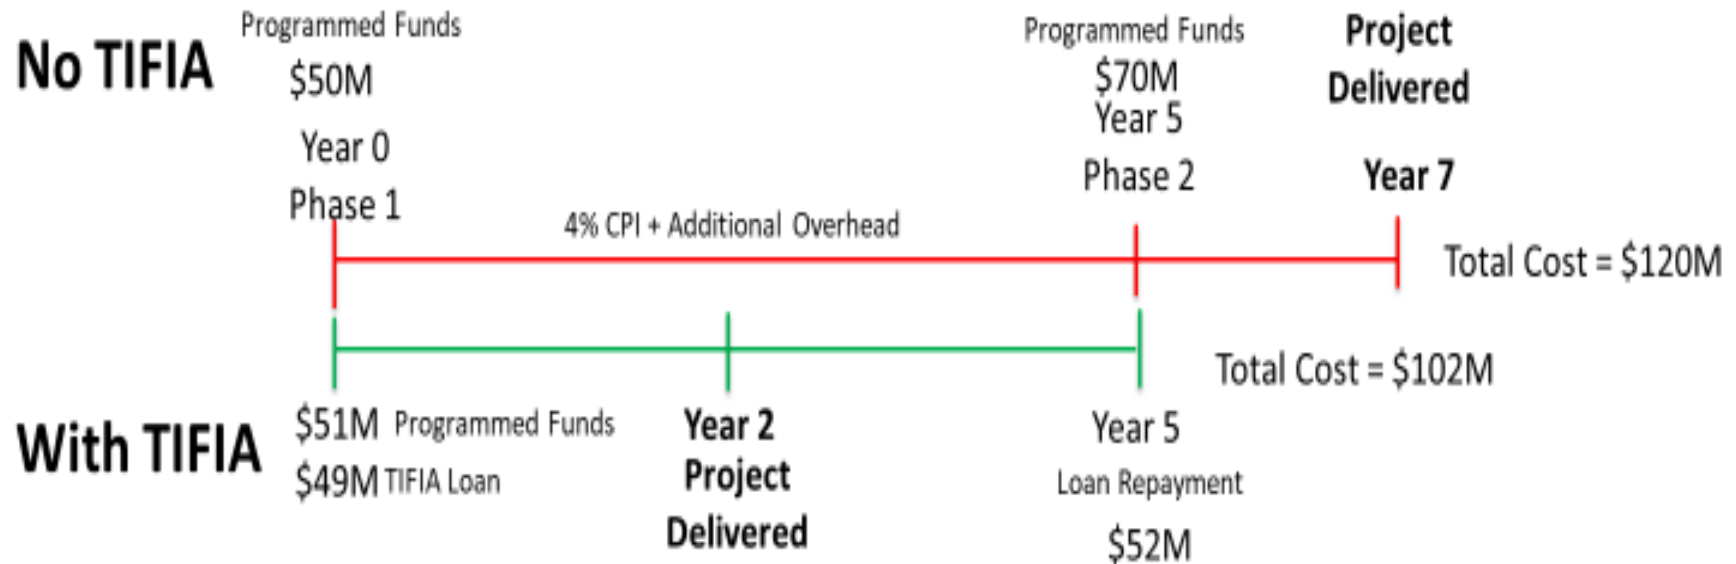 No TIFIA
Programmed Funds
$50M
Year 0
Phase 1
4% CPI + Additional Overhead
Programmed Funds
$70M
Year 5
Phase 2
Project
Delivered
Year 7
Total Cost = $120M
With TIFIA
$51M Programmed Funds
$49M TIFIA Loan
Year 2
Project
Delivered
Year 5
Loan Repayment
$52M
Total Cost = $102M